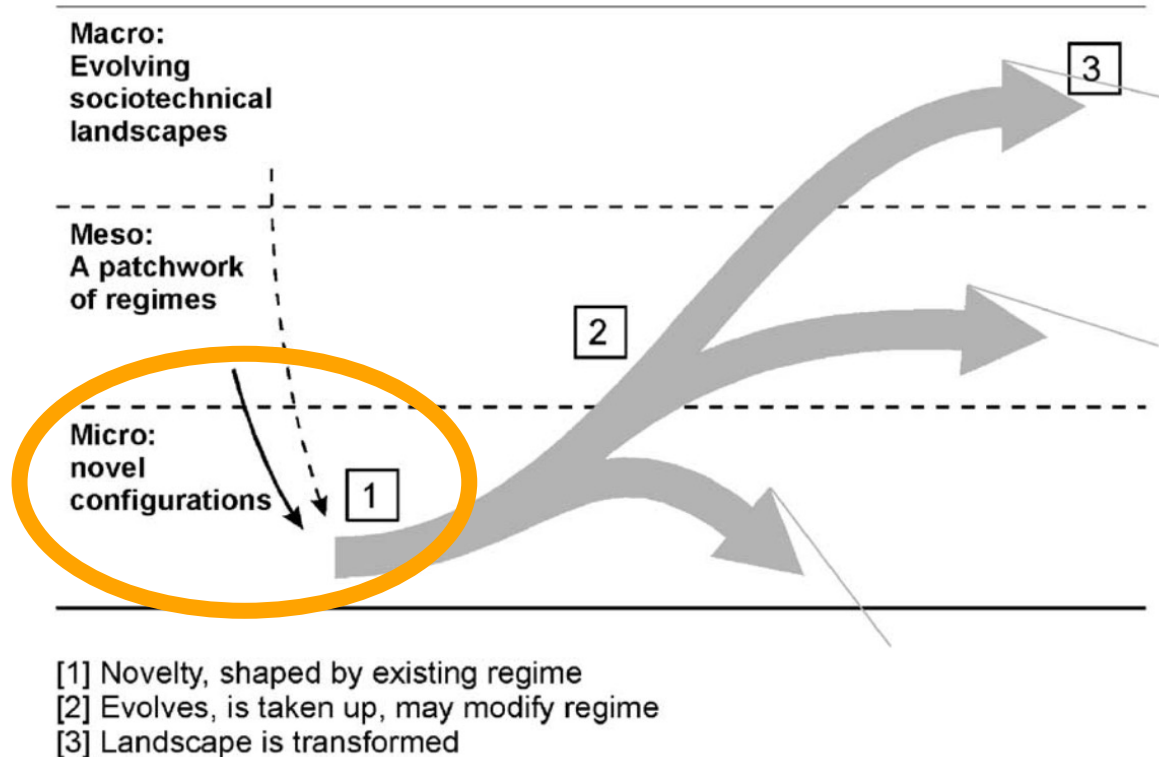 Macro:
Evolving
sociotechnical
landscapes
3
Meso:
A patchwork
of regimes
2
Micro:
novel
configurations
1
[1] Novelty, shaped by existing regime
[2] Evolves, is taken up, may modify regime
[3] Landscape is transformed